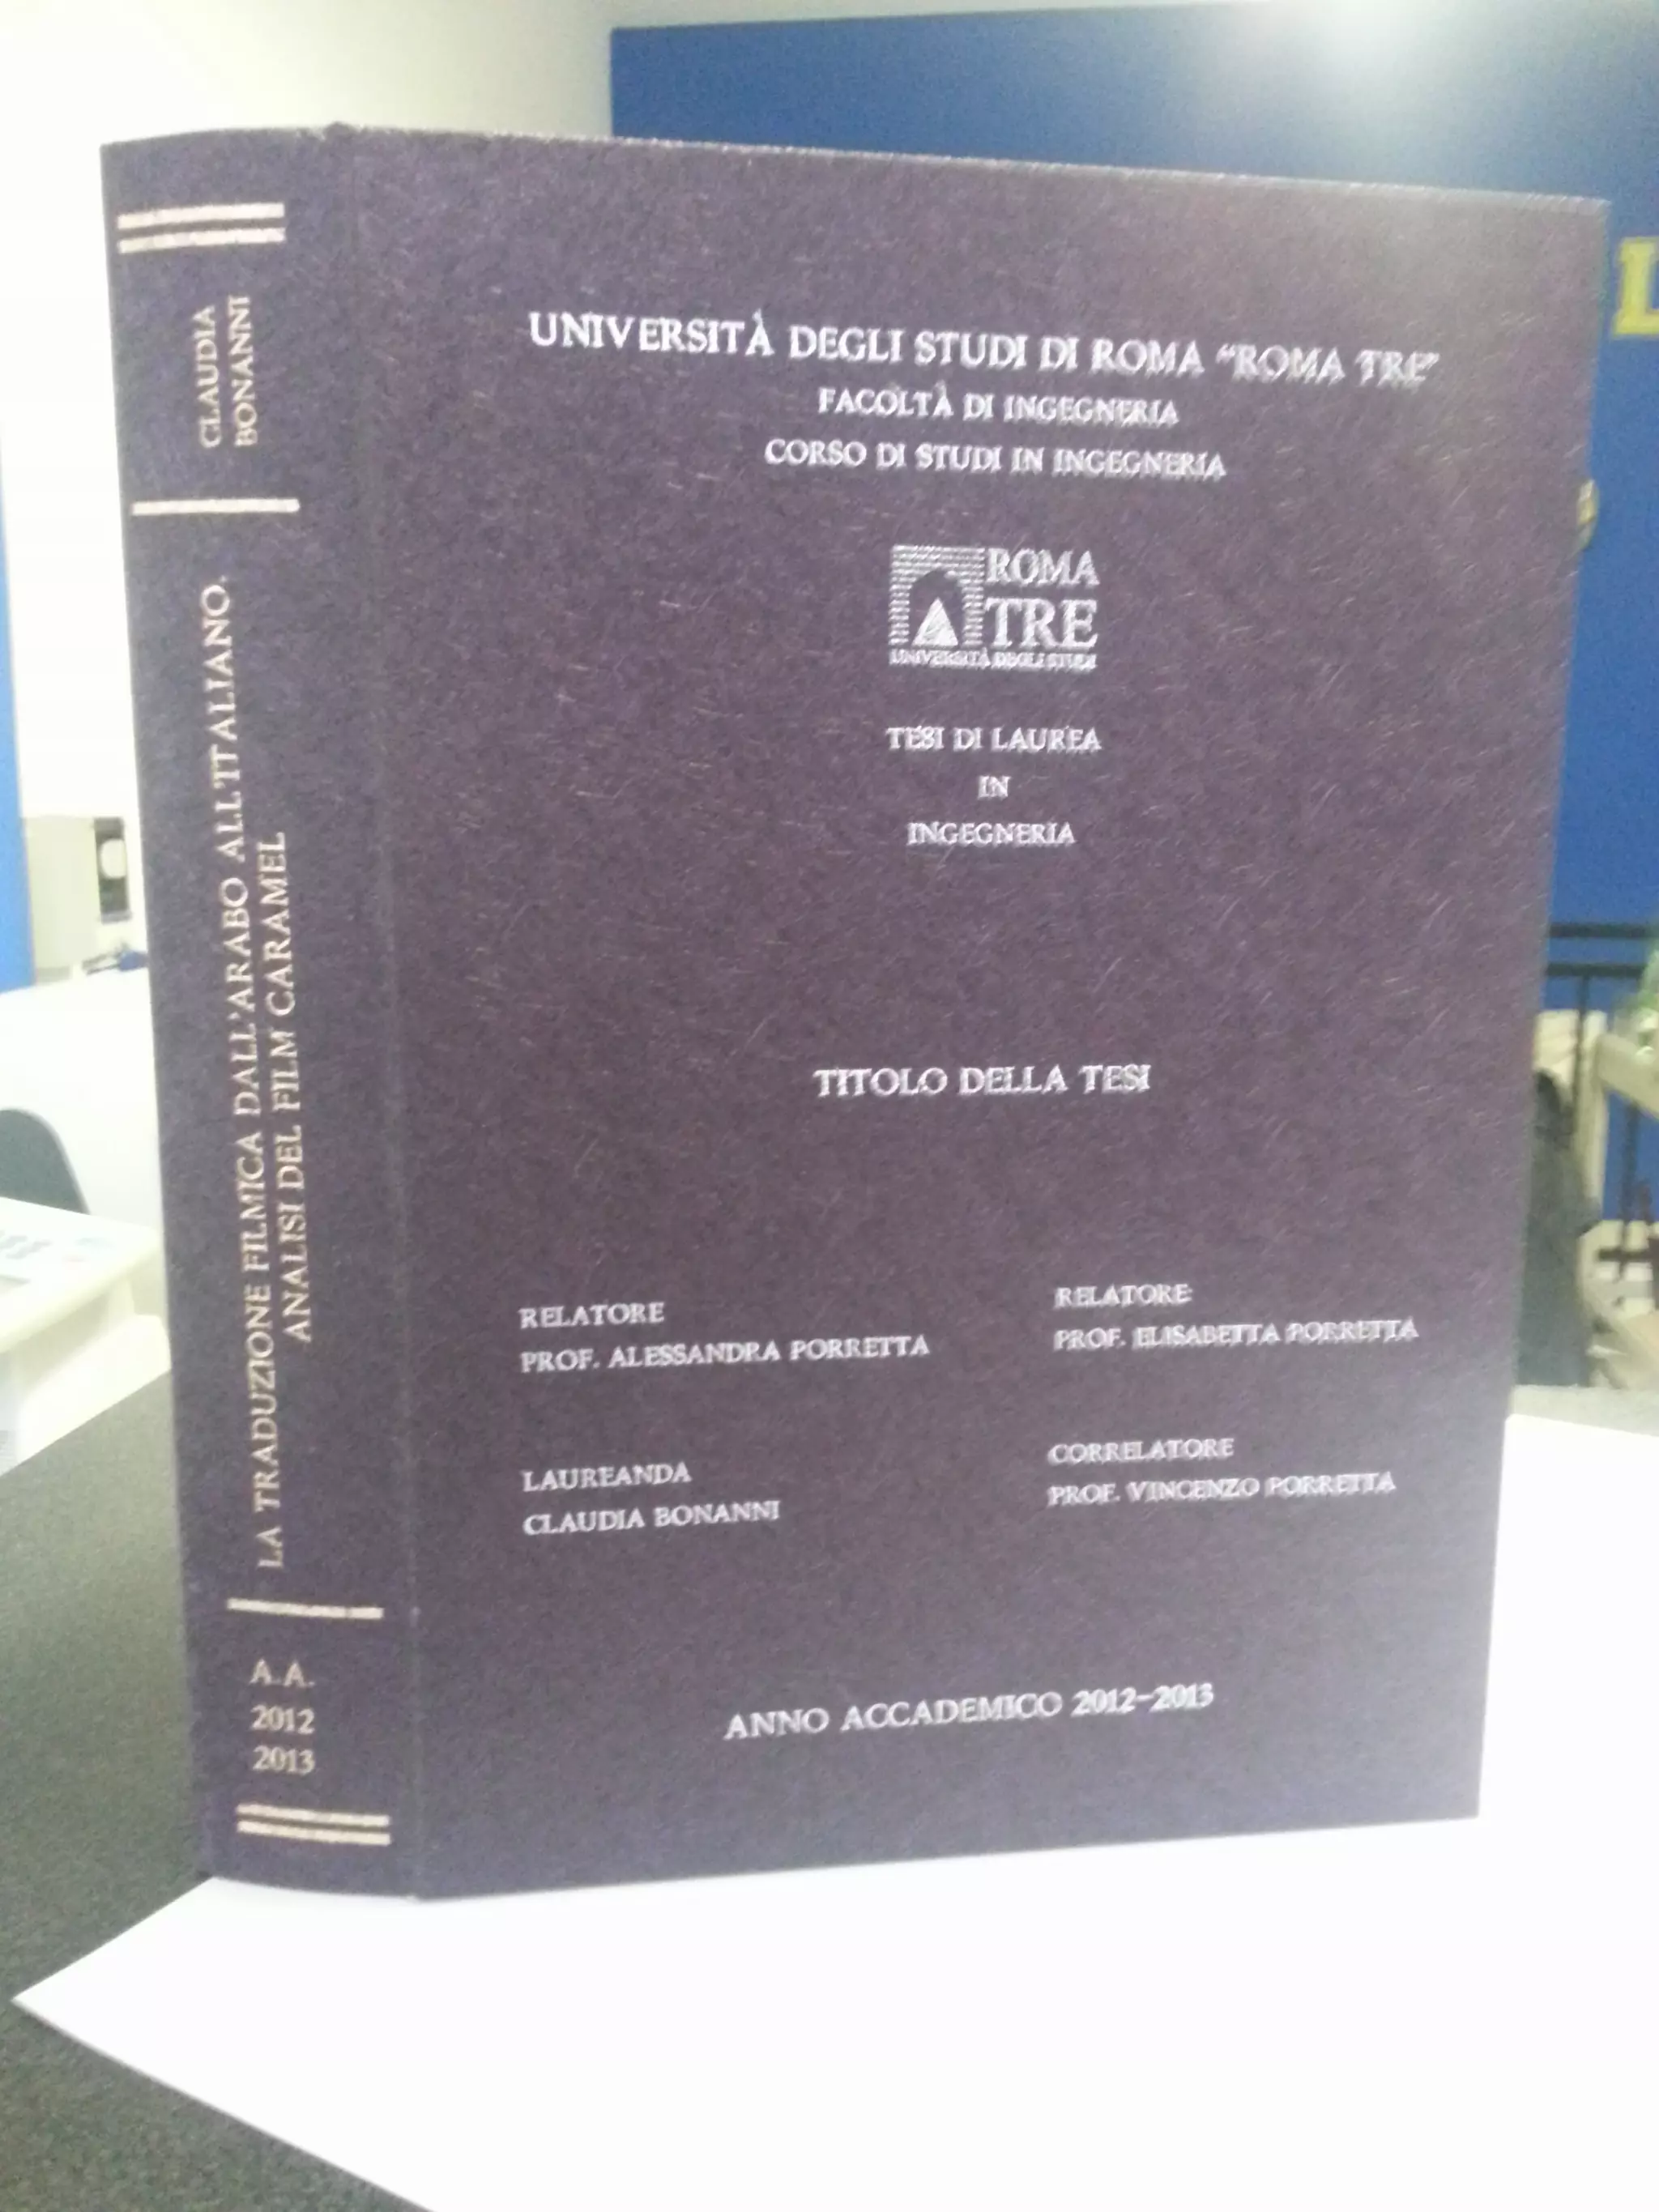 CLAUDIA
BONANNI
LA TRADUZIONE FILMICA DALL'ARABO ALL'ITALIANO.
ANALISI DEL FILM CARAMEL
A.A.
2012
2013
UNIVERSITÀ DEGLI STUDI DI ROMA "ROMA TRE"
FACOLTÀ DI INGEGNERIA
CORSO DI STUDI IN INGEGNERIA
ROMA
TRE
UNIVERSITÀ DEGLI STUDI
TESI DI LAUREA
IN
INGEGNERIA
TITOLO DELLA TESI
RELATORE
PROF. ALESSANDRA PORRETTA
RELATORE
PROF. ELISABETTA PORRETTA
LAUREANDA
CLAUDIA BONANNI
CORRELATORE
PROF. VINCENZO PORRETTA
ANNO ACCADEMICO 2012-2013
L